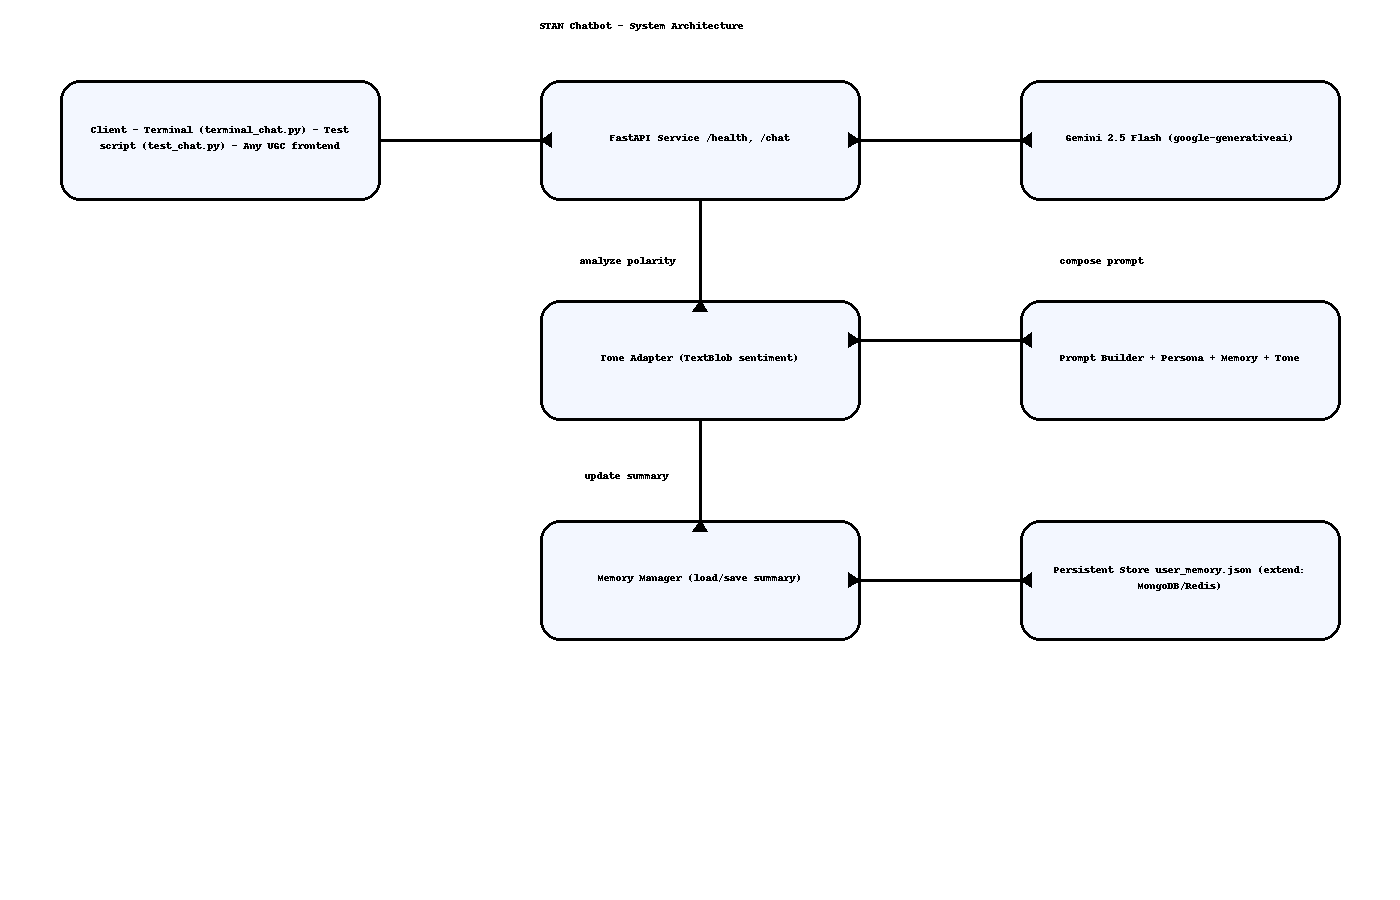 STAN Chatbot - System Architecture
Client - Terminal (terminal_chat.py) - Test
script (test_chat.py) - Any UGC frontend
FastAPI Service /health, /chat
Gemini 2.5 Flash (google-generativeai)
analyze polarity
compose prompt
Tone Adapter (TextBlob sentiment)
Prompt Builder + Persona + Memory + Tone
update summary
Memory Manager (load/save summary)
Persistent Store user_memory.json (extend:
MongoDB/Redis)